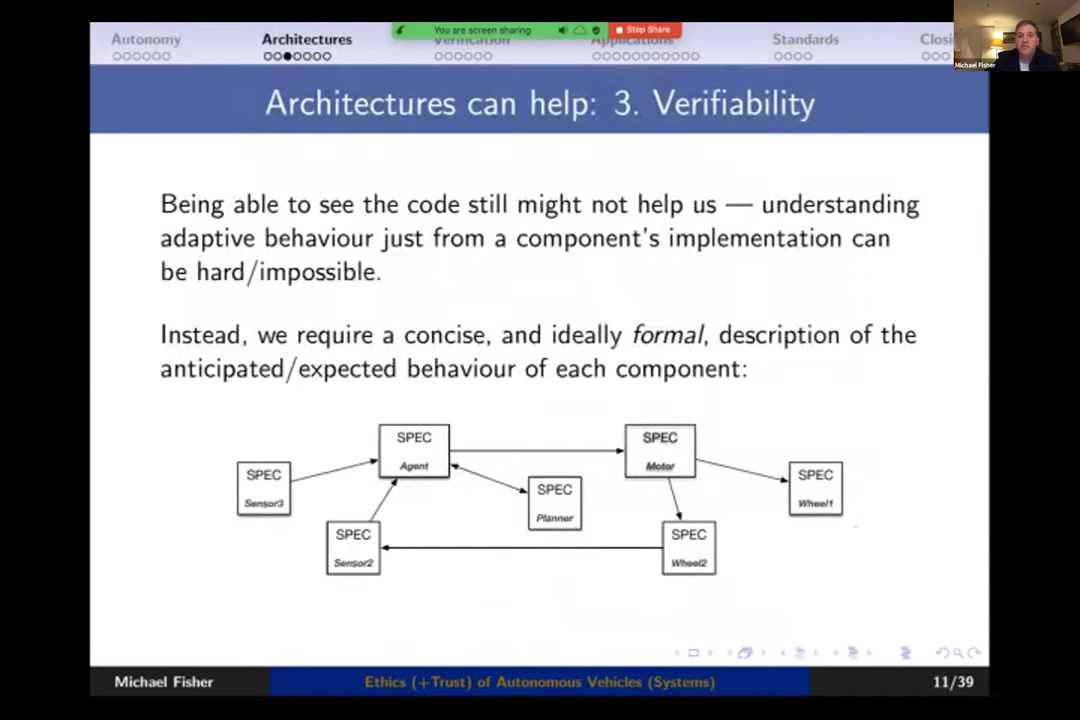 You are screen sharing
Stop Share
Michael Fisher
Autonomy
Architectures
Verification
Applications
Standards
Closi
Architectures can help: 3. Verifiability
Being able to see the code still might not help us — understanding
adaptive behaviour just from a component's implementation can
be hard/impossible.
Instead, we require a concise, and ideally formal, description of the
anticipated/expected behaviour of each component:
SPEC
Agent
SPEC
Motor
SPEC
Sensor3
SPEC
Planner
SPEC
Wheel1
SPEC
Sensor2
SPEC
Wheel2
Michael Fisher
Ethics (+Trust) of Autonomous Vehicles (Systems)
11/39